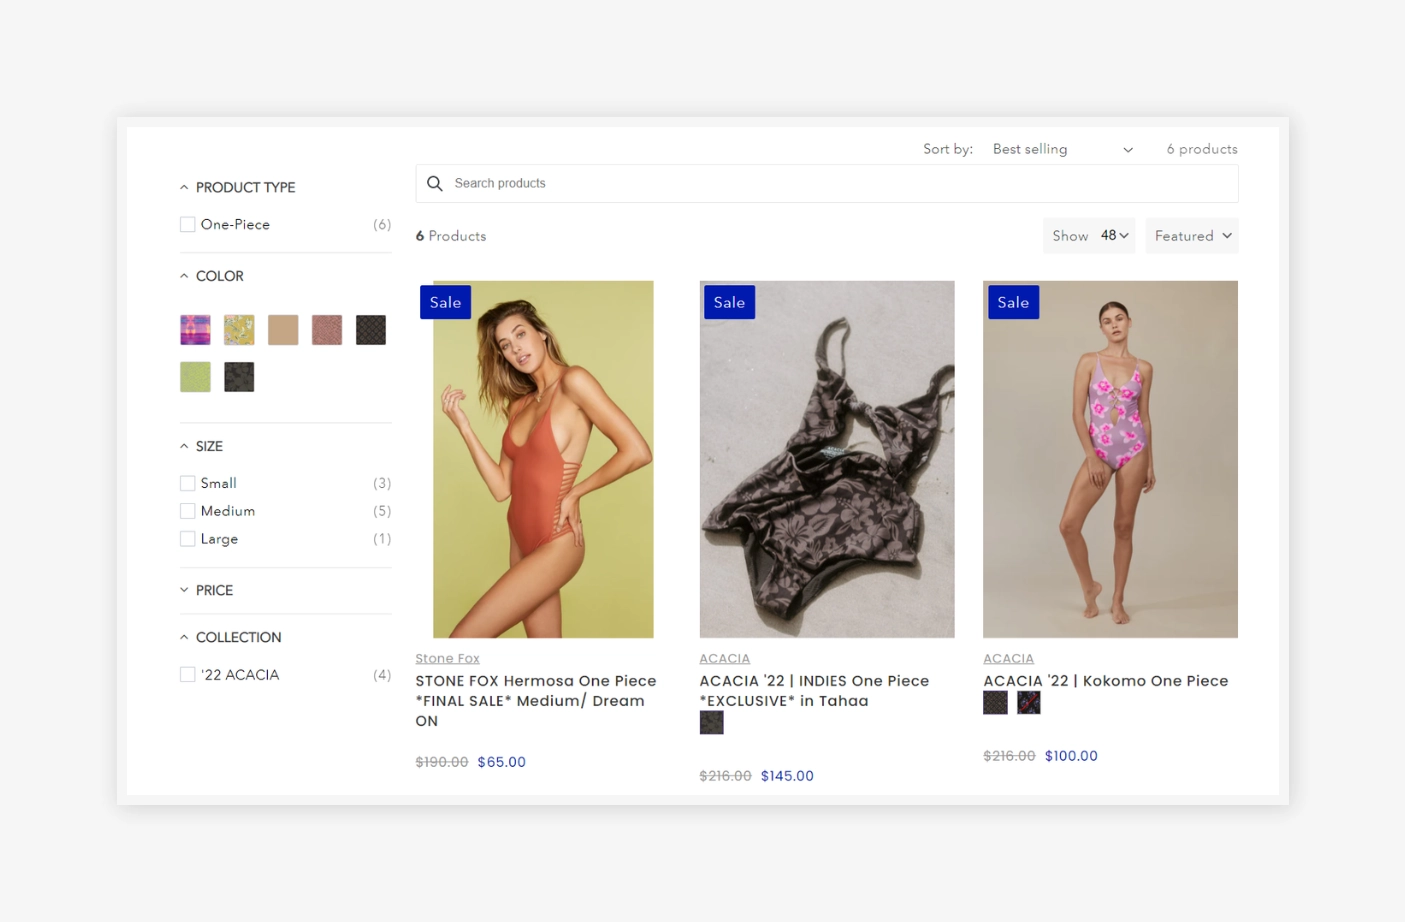 Sort by: Best selling 6 products
PRODUCT TYPE
One-Piece (6)
COLOR
SIZE
Small (3)
Medium (5)
Large (1)
PRICE
COLLECTION
'22 ACACIA (4)
Search products
6 Products
Show 48 Featured
Sale
Stone Fox
STONE FOX Hermosa One Piece
*FINAL SALE* Medium/ Dream
ON
$190.00 $65.00
Sale
ACACIA
ACACIA '22 | INDIES One Piece
*EXCLUSIVE* in Tahaa
$216.00 $145.00
Sale
ACACIA
ACACIA '22 | Kokomo One Piece
$216.00 $100.00